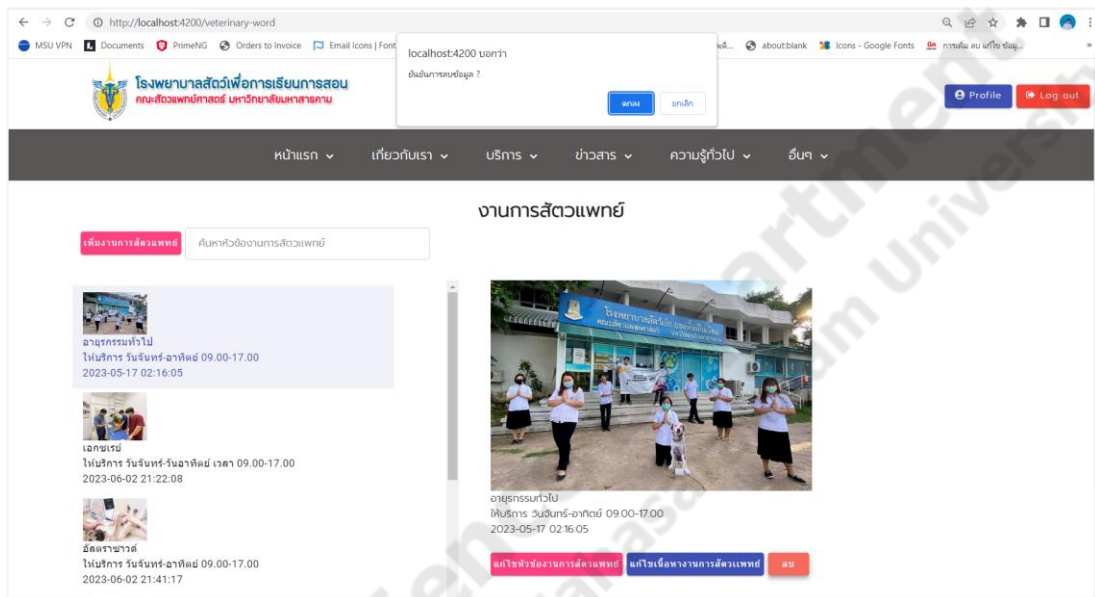 http://localhost:4200/veterinary-word
MSU VPN Documents PrimeNG Orders to Invoice Email Icons | Font about:blank Icons - Google Fonts การเพิ่ม ลบ แก้ไข ข้อมู...
localhost:4200 บอกว่า
ยันยันการลบข้อมูล ?
ตกลง ยกเลิก
โรงพยาบาลสัตว์เพื่อการเรียนการสอน
คณะสัตวแพทย์ศาสตร์ มหาวิทยาลัยมหาสารคาม
Profile Log out
หน้าแรก เกี่ยวกับเรา บริการ ข่าวสาร ความรู้ทั่วไป อื่นๆ
งานการสัตวแพทย์
เพิ่มงานการสัตวแพทย์ ค้นหาหัวข้องานการสัตวแพทย์
อายุรกรรมทั่วไป
ให้บริการ วันจันทร์-อาทิตย์ 09.00-17.00
2023-05-17 02:16:05
เอกซเรย์
ให้บริการ วันจันทร์-วันอาทิตย์ เวลา 09.00-17.00
2023-06-02 21:22:08
อัลตราซาวด์
ให้บริการ วันจันทร์-อาทิตย์ 09.00-17.00
2023-06-02 21:41:17
อายุรกรรมทั่วไป
ให้บริการ วันจันทร์-อาทิตย์ 09.00-17.00
2023-05-17 02:16:05
แก้ไขหัวข้องานการสัตวแพทย์ แก้ไขเนื้อหางานการสัตวแพทย์ ลบ